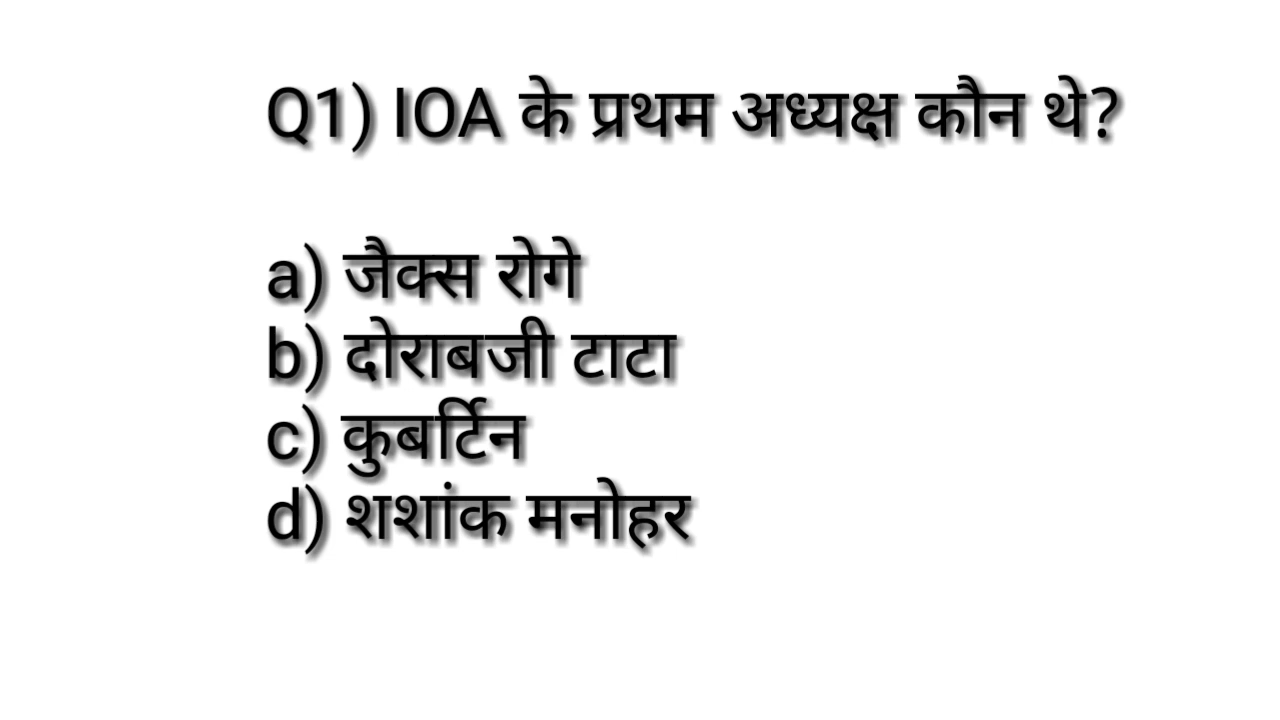 Q1) IOA के प्रथम अध्यक्ष कौन थे?
a) जैक्स रोगे
b) दोराबजी टाटा
c) कुबर्टिन
d) शशांक मनोहर